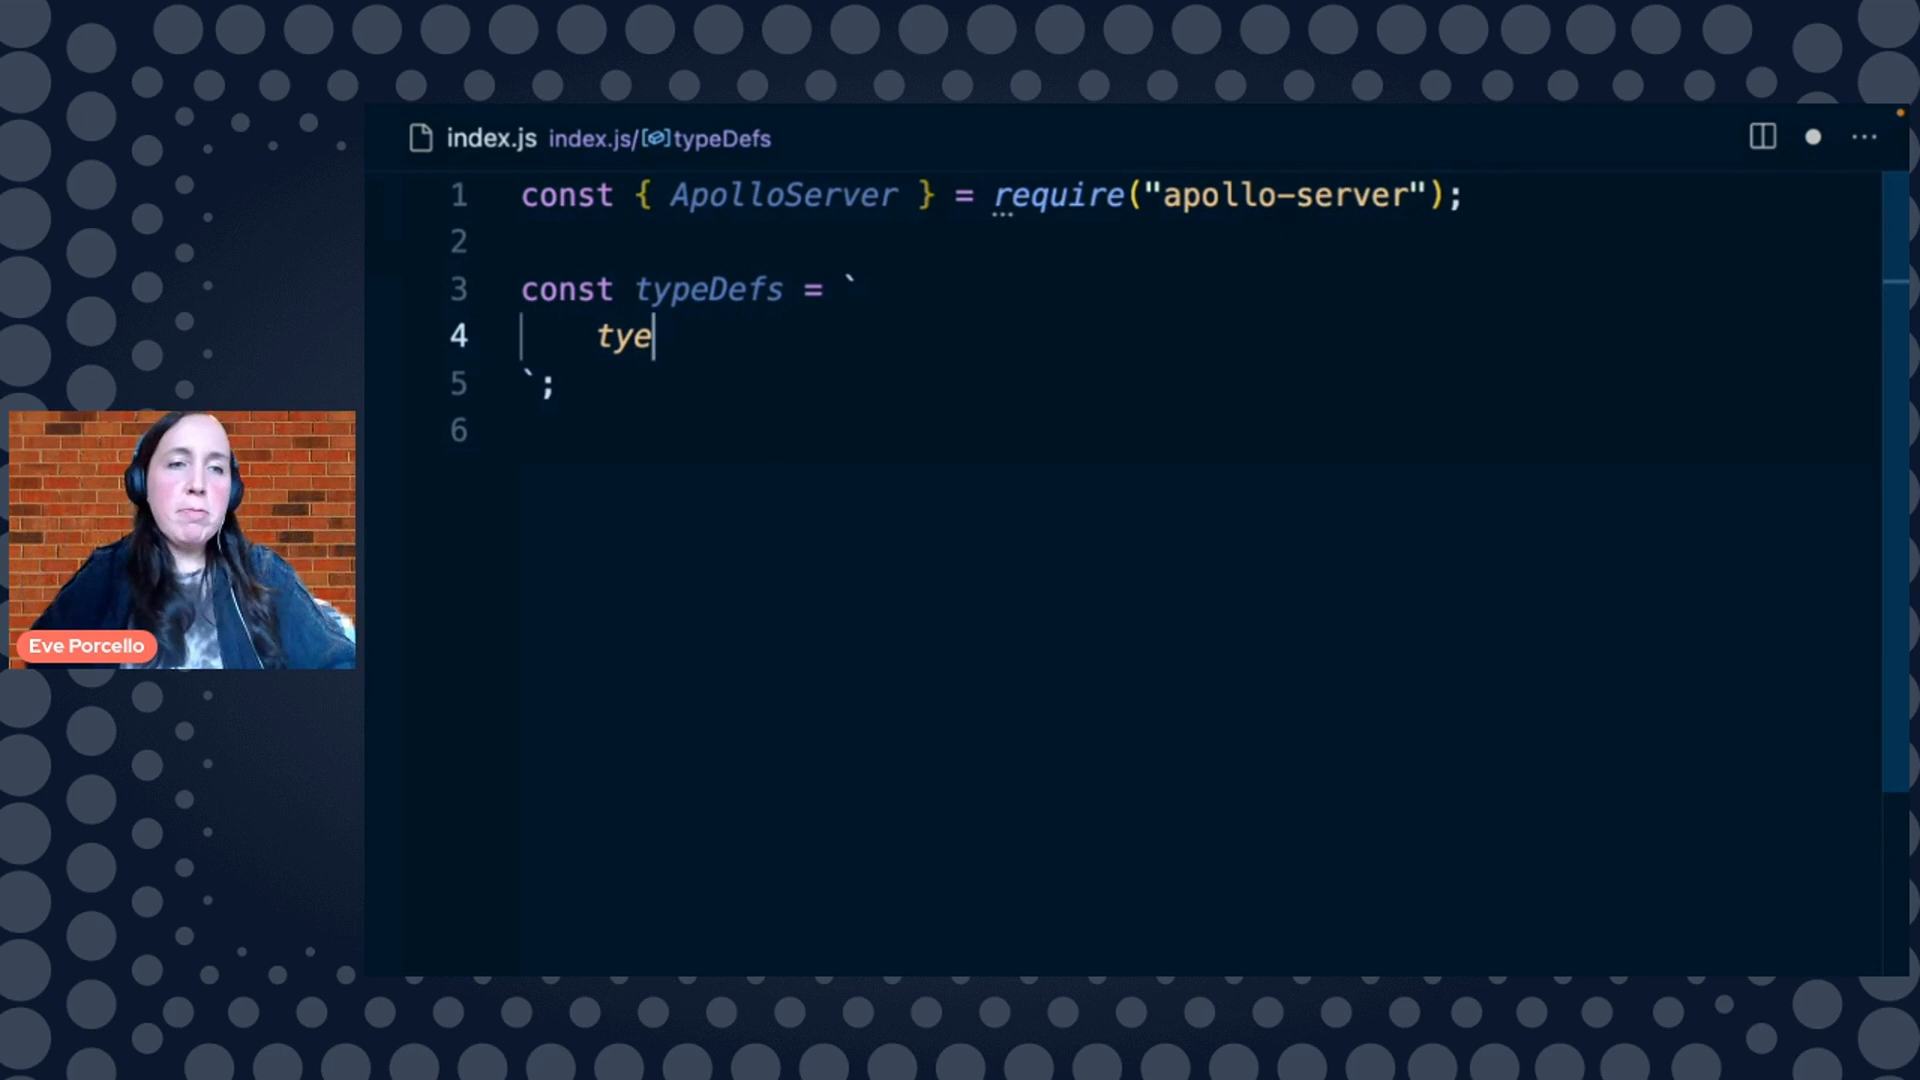 index.js index.js/typeDefs
1 const { ApolloServer } = require("apollo-server");
2
3 const typeDefs = `
4 tye
5 `;
6
Eve Porcello